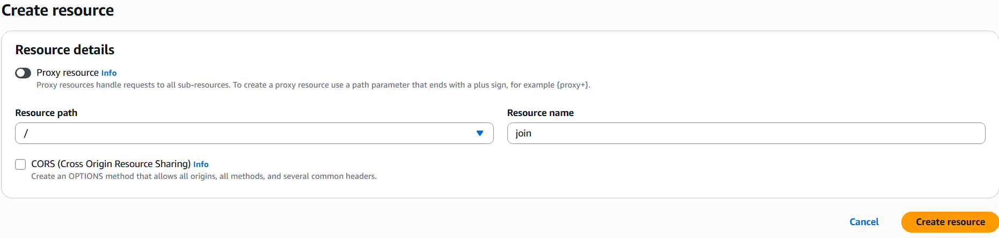 Create resource
Resource details
Proxy resource Info
Proxy resources handle requests to all sub-resources. To create a proxy resource use a path parameter that ends with a plus sign, for example {proxy+}.
Resource path
Resource name
/
join
CORS (Cross Origin Resource Sharing) Info
Create an OPTIONS method that allows all origins, all methods, and several common headers.
Cancel
Create resource